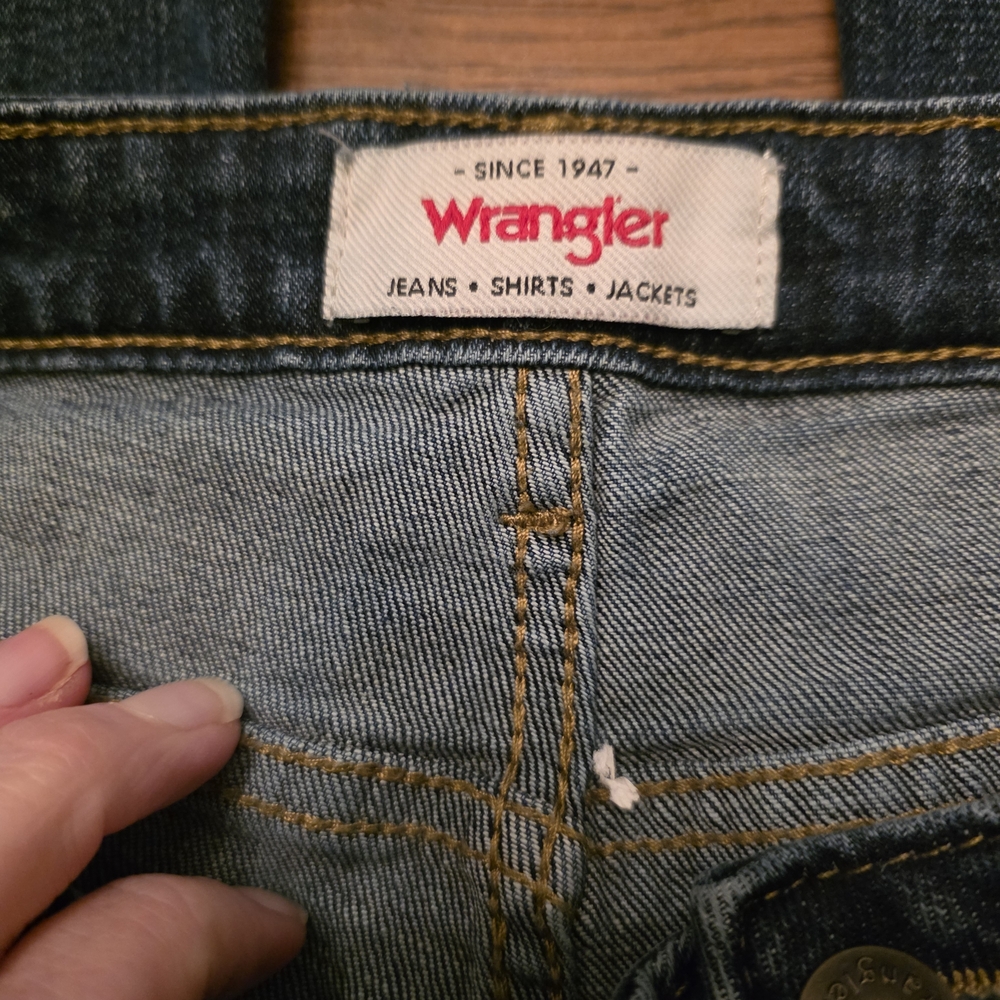 - SINCE 1947 -
Wrangler
JEANS • SHIRTS • JACKETS